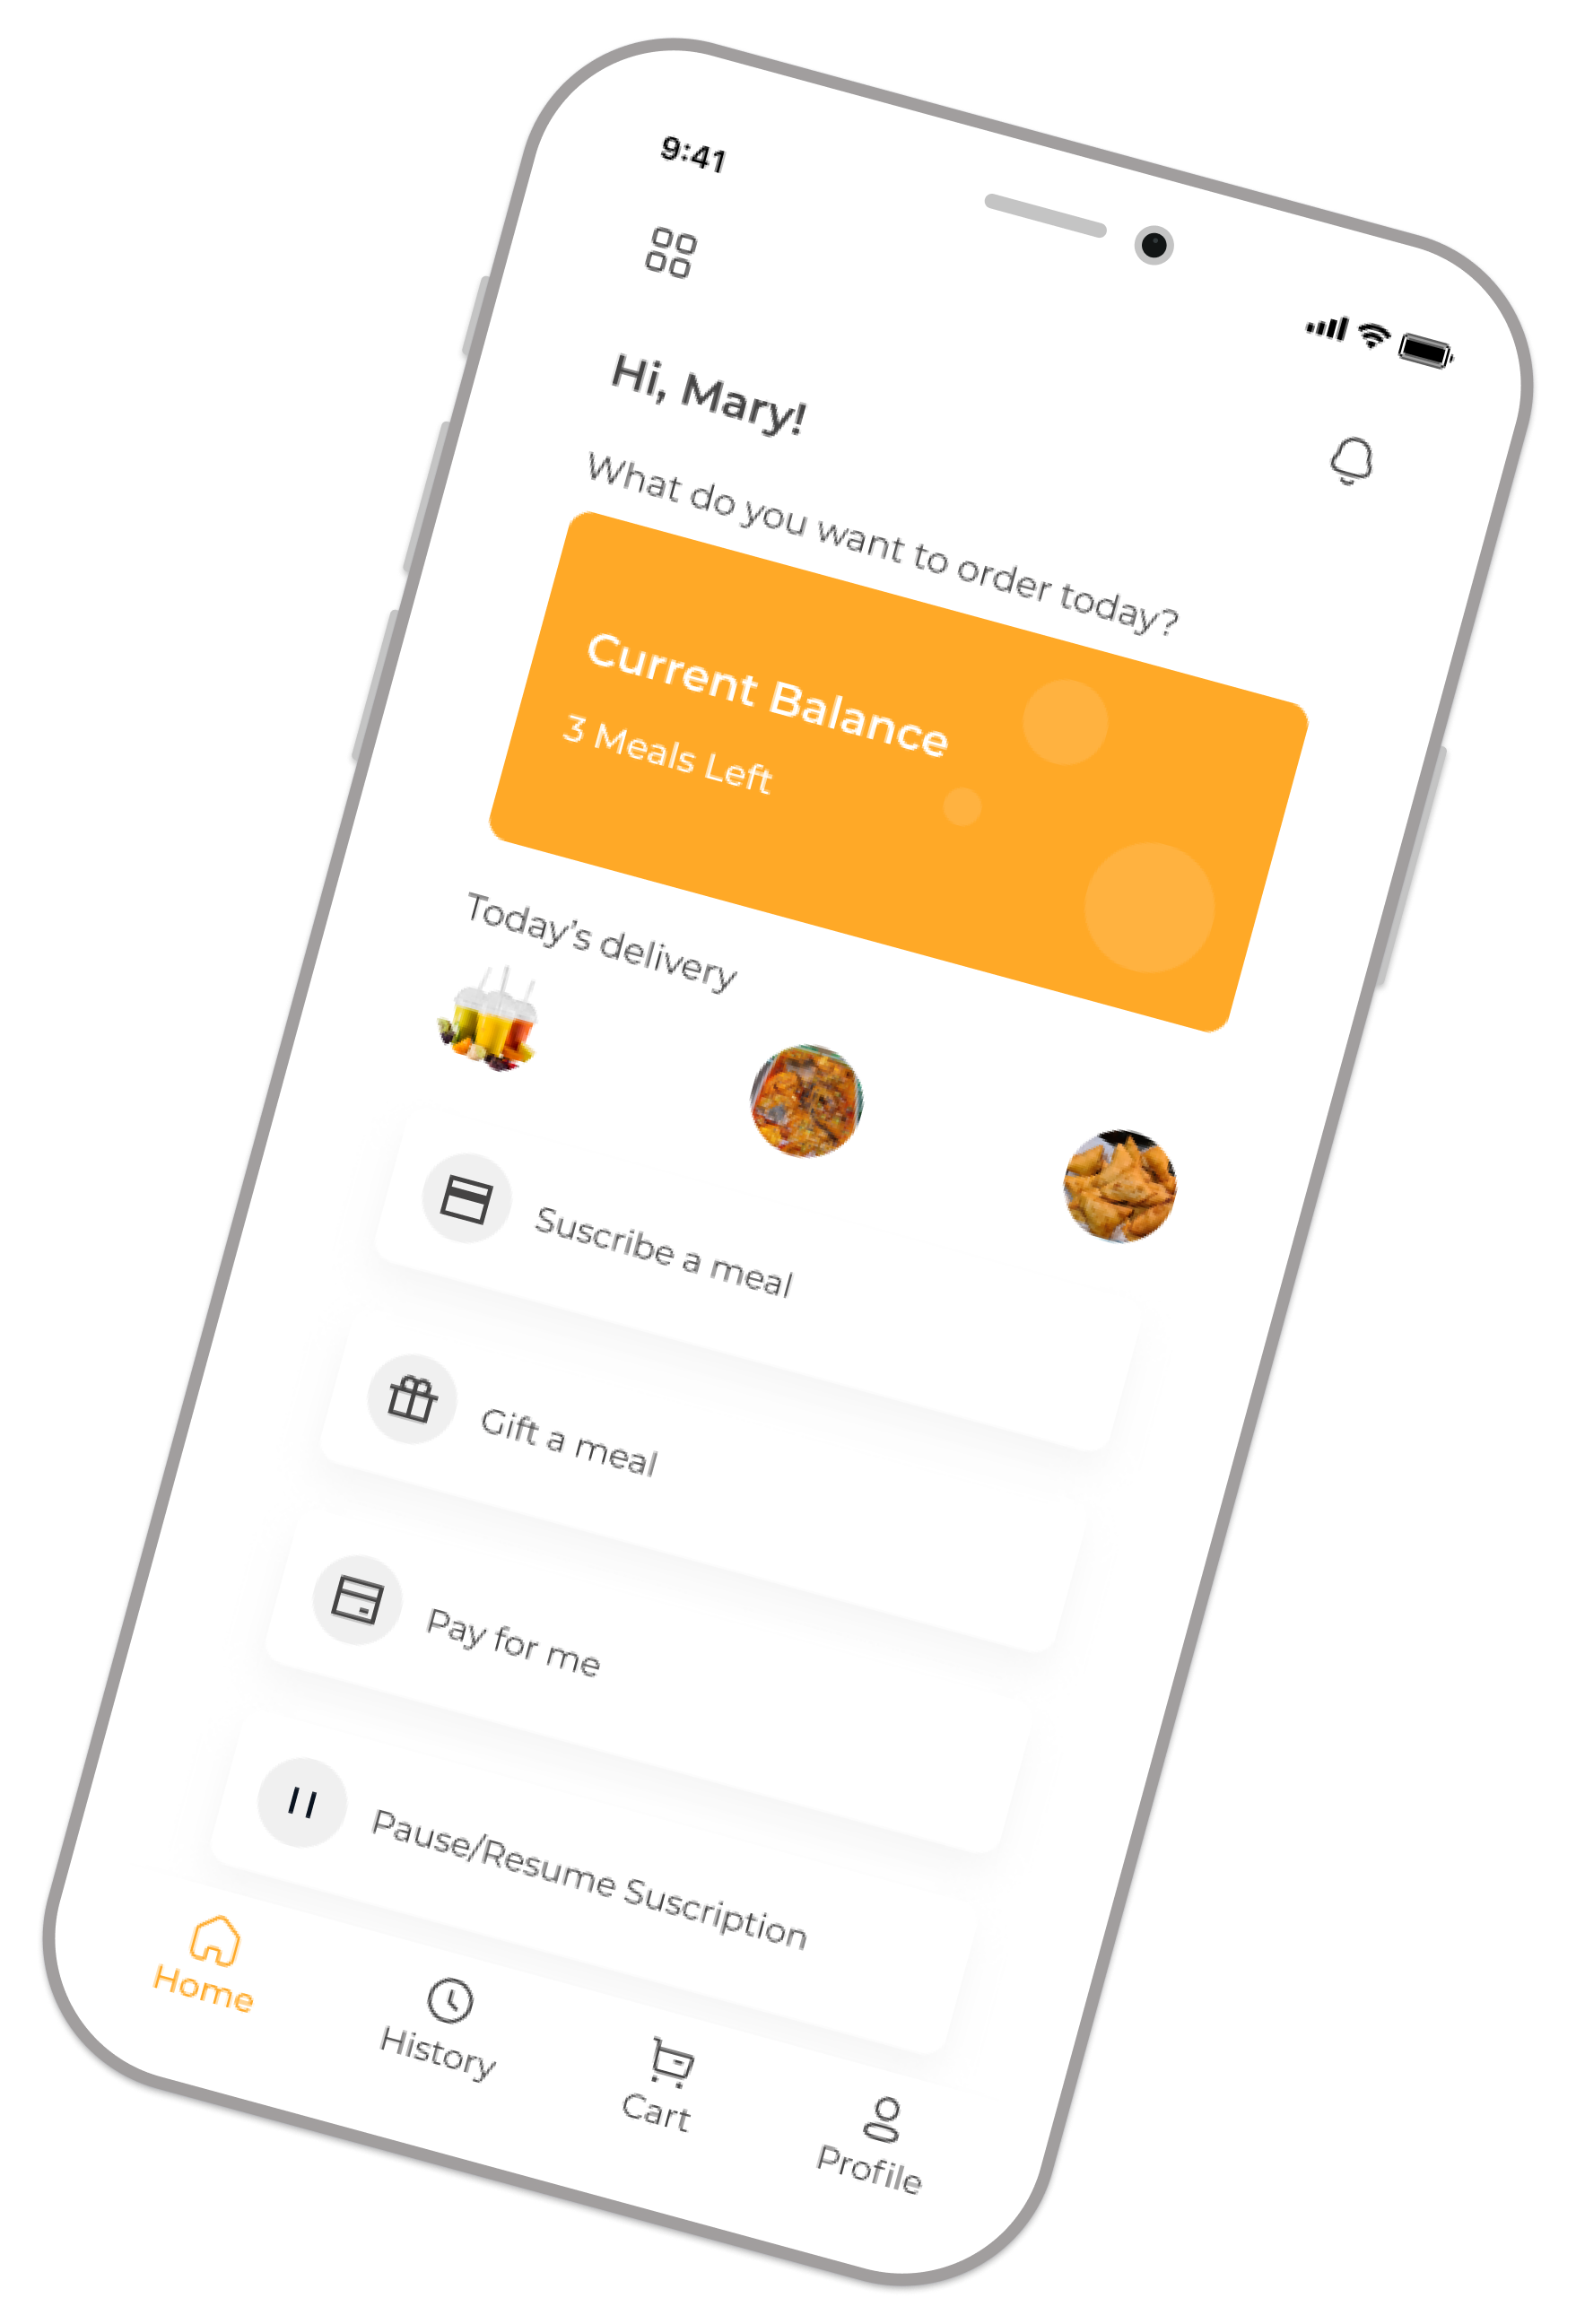 9:41
Hi, Mary!
What do you want to order today?
Current Balance
3 Meals Left
Today's delivery
Suscribe a meal
Gift a meal
Pay for me
Pause/Resume Suscription
Home
History
Cart
Profile